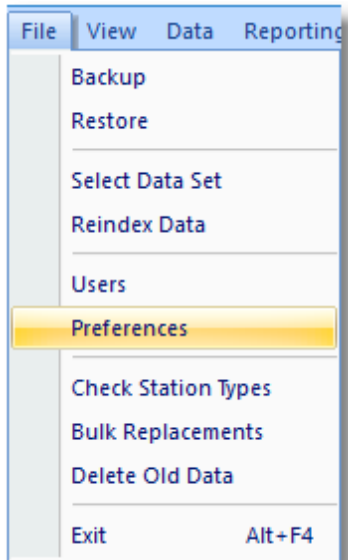 File View Data Reporting
Backup
Restore
Select Data Set
Reindex Data
Users
Preferences
Check Station Types
Bulk Replacements
Delete Old Data
Exit Alt+F4